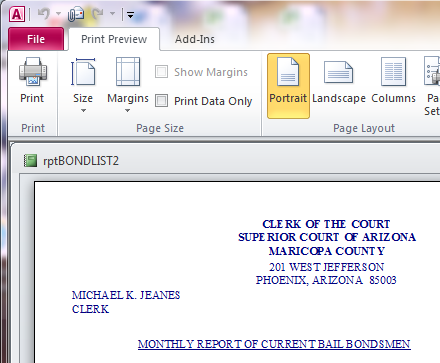 A
File Print Preview Add-Ins
Show Margins
Print Data Only
Print Size Margins Portrait Landscape Columns
Print Page Size Page Layout
rptBONDLIST2
CLERK OF THE COURT
SUPERIOR COURT OF ARIZONA
MARICOPA COUNTY
201 WEST JEFFERSON
PHOENIX, ARIZONA 85003
MICHAEL K. JEANES
CLERK
MONTHLY REPORT OF CURRENT BAIL BONDSMEN